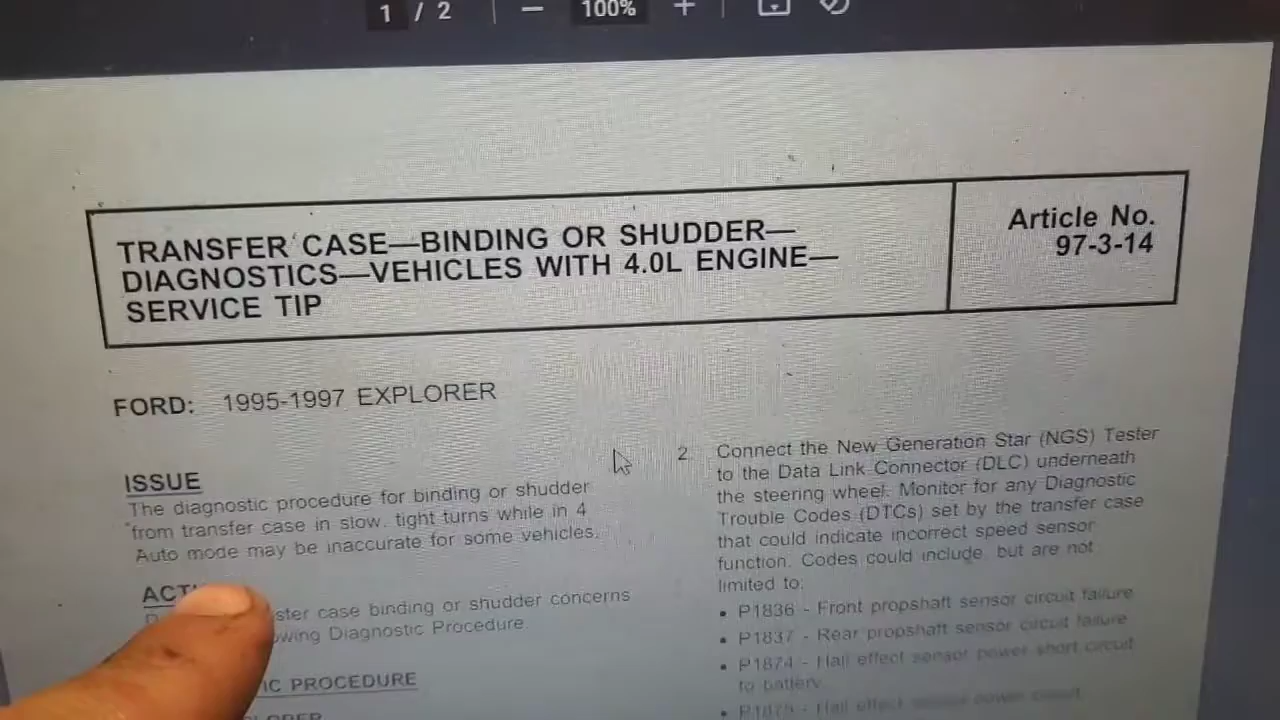 1 / 2
100%
TRANSFER CASE—BINDING OR SHUDDER—
DIAGNOSTICS—VEHICLES WITH 4.0L ENGINE—
SERVICE TIP
Article No.
97-3-14
FORD: 1995-1997 EXPLORER
ISSUE
The diagnostic procedure for binding or shudder
from transfer case in slow, tight turns while in 4
Auto mode may be inaccurate for some vehicles.
case binding or shudder concerns
Diagnostic Procedure.
PROCEDURE
2. Connect the New Generation Star (NGS) Tester
to the Data Link Connector (DLC) underneath
the steering wheel. Monitor for any Diagnostic
Trouble Codes (DTCs) set by the transfer case
that could indicate incorrect speed sensor
function. Codes could include, but are not
limited to:
• P1836 - Front propshaft sensor circuit failure
• P1837 - Rear propshaft sensor circuit failure
• P1874 - Hall effect sensor power short circuit
to battery
• P1875 - Hall effect sensor power circuit